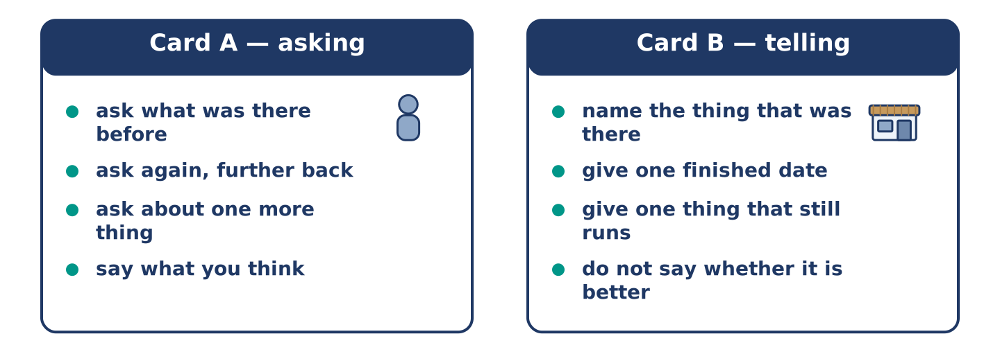 Card A — asking
ask what was there
before
ask again, further back
ask about one more
thing
say what you think
Card B — telling
name the thing that was
there
give one finished date
give one thing that still
runs
do not say whether it is
better